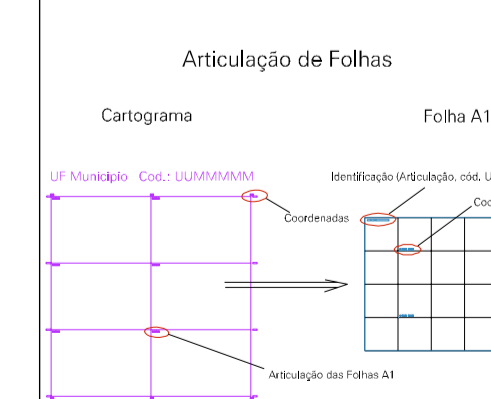 Articulação de Folhas
Cartograma
Folha A1
UF Município Cod.: UUMMMMM
Identificação (Articulação, cód. U
Coordenadas
Articulação das Folhas A1